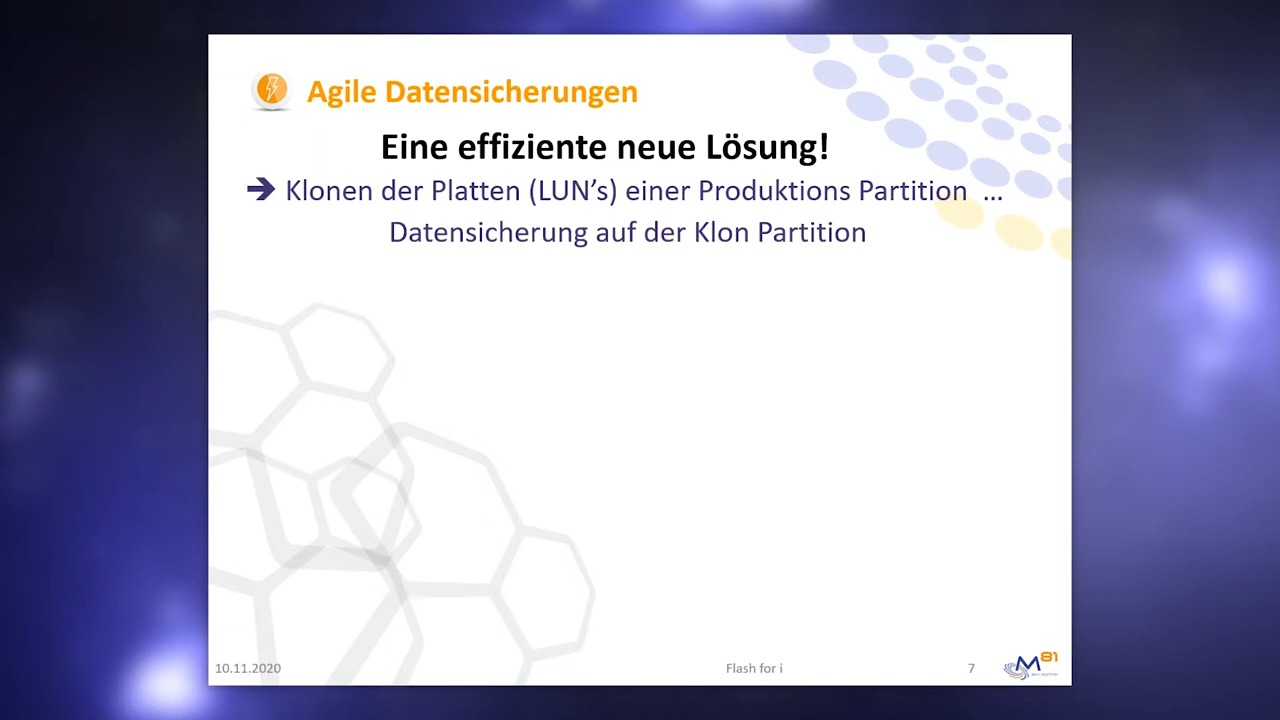 Agile Datensicherungen
Eine effiziente neue Lösung!
➔ Klonen der Platten (LUN’s) einer Produktions Partition ...
Datensicherung auf der Klon Partition
10.11.2020
Flash for i
7
M81